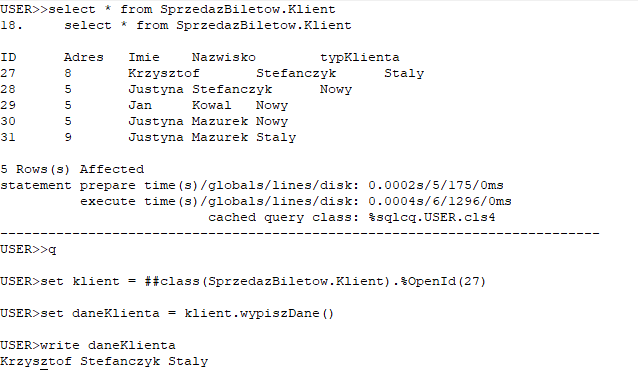 USER>>select * from SprzedazBiletow.Klient
18.     select * from SprzedazBiletow.Klient
ID      Adres   Imie    Nazwisko        typKlienta
27      8       Krzysztof       Stefanczyk      Staly
28      5       Justyna Stefanczyk      Nowy
29      5       Jan     Kowal   Nowy
30      5       Justyna Mazurek Nowy
31      9       Justyna Mazurek Staly
5 Rows(s) Affected
statement prepare time(s)/globals/lines/disk: 0.0002s/5/175/0ms
          execute time(s)/globals/lines/disk: 0.0004s/6/1296/0ms
                          cached query class: %sqlcq.USER.cls4
---------------------------------------------------------------------------
USER>>q
USER>set klient = ##class(SprzedazBiletow.Klient).%OpenId(27)
USER>set daneKlienta = klient.wypiszDane()
USER>write daneKlienta
Krzysztof Stefanczyk Staly